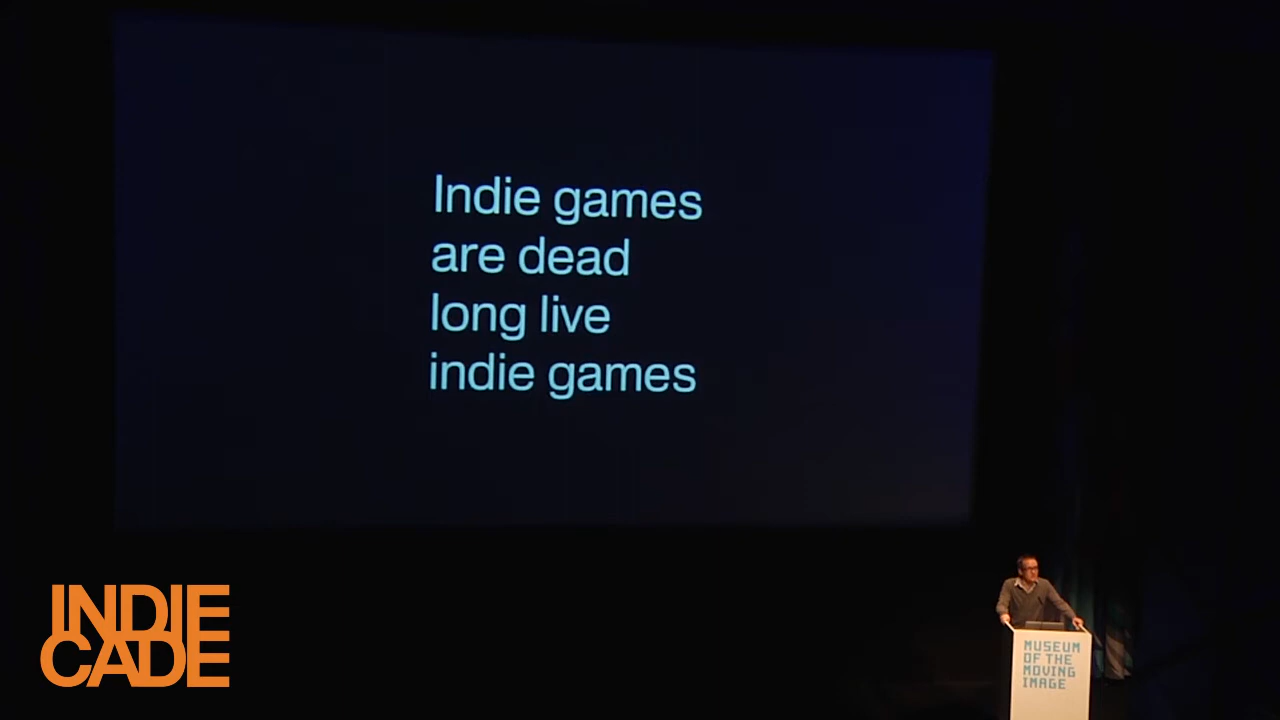 Indie games
are dead
long live
indie games
INDIE
CADE
MUSEUM
OF THE
MOVING
IMAGE